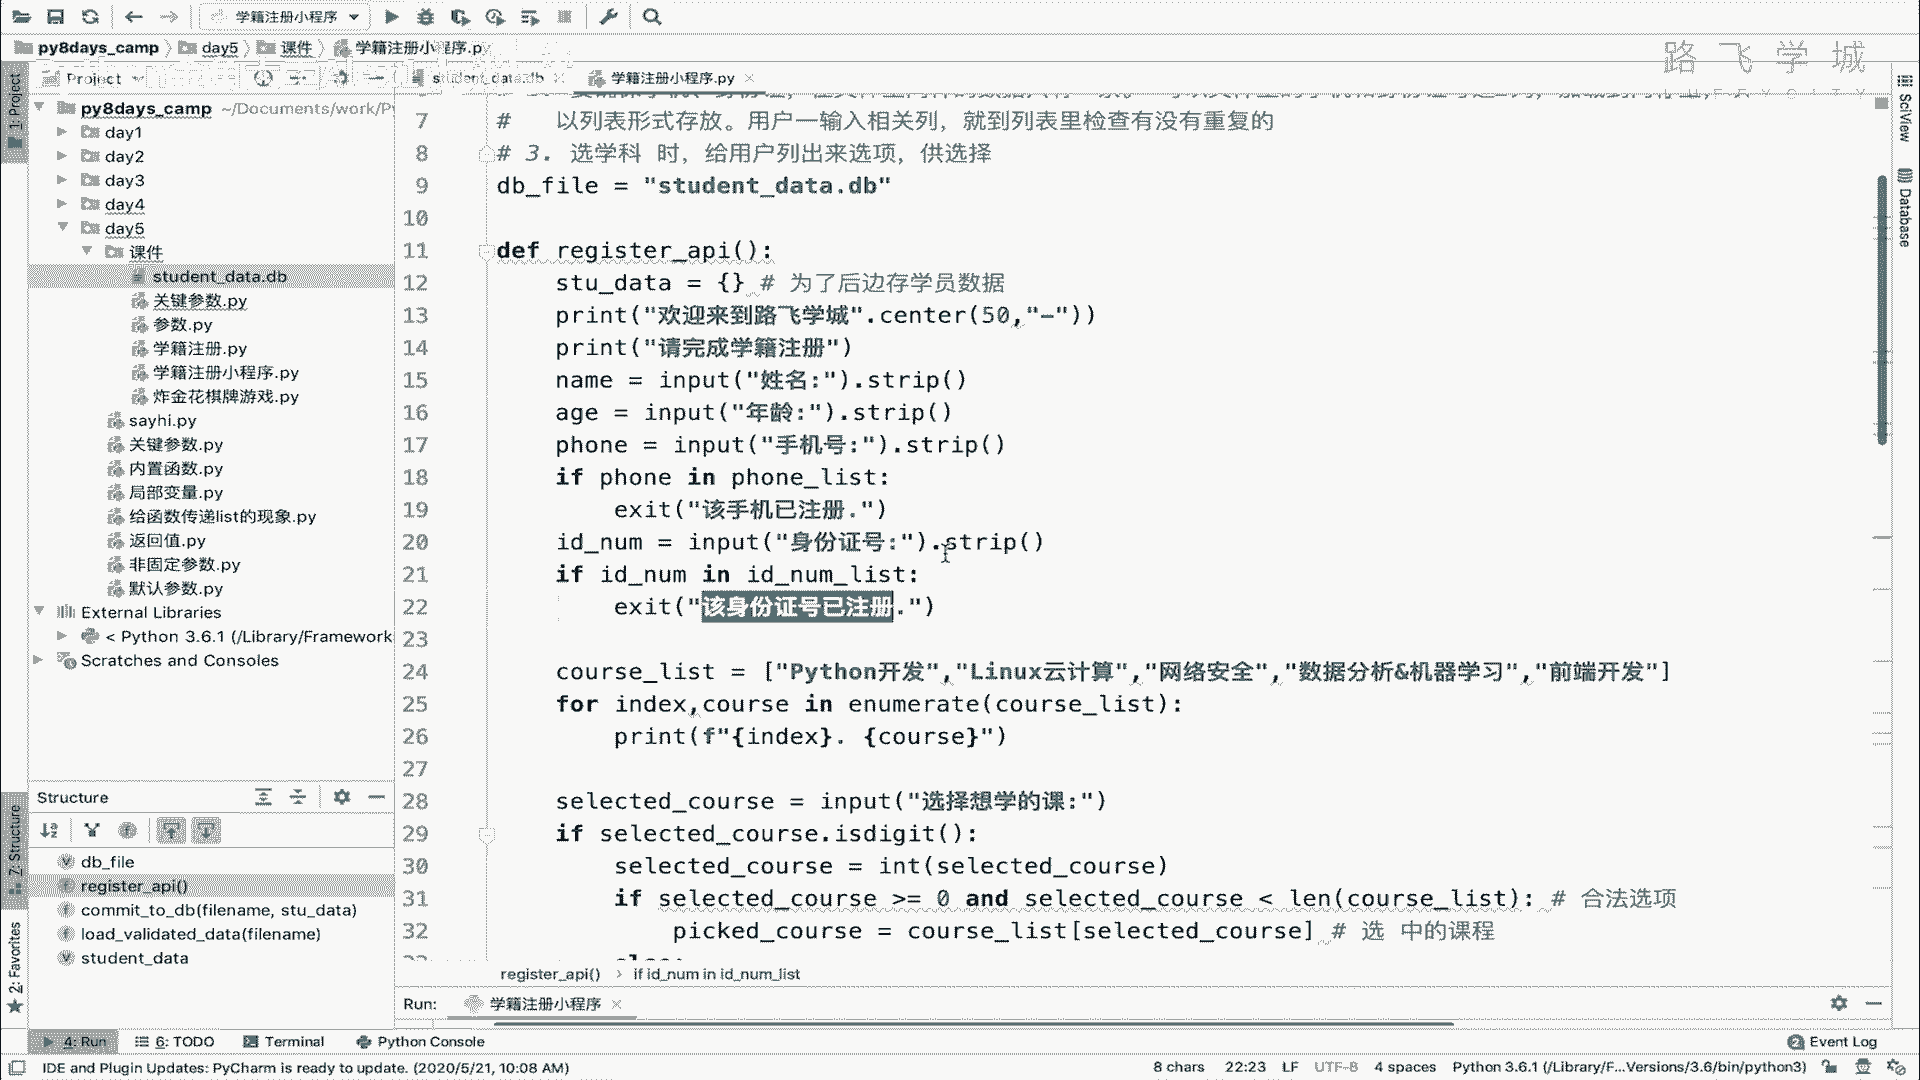 学籍注册小程序
py8days_camp day5 课件 学籍注册小程序.py
路飞学城
Project
student_data.db
学籍注册小程序.py
1: Project
py8days_camp ~/Documents/work/Py
day1
day2
day3
day4
day5
课件
student_data.db
关键参数.py
参数.py
学籍注册.py
学籍注册小程序.py
炸金花棋牌游戏.py
sayhi.py
关键参数.py
内置函数.py
局部变量.py
给函数传递list的现象.py
返回值.py
非固定参数.py
默认参数.py
External Libraries
< Python 3.6.1 (/Library/Framework
Scratches and Consoles
7 #   以列表形式存放。用户一输入相关列，就到列表里检查有没有重复的
8 # 3. 选学科 时，给用户列出来选项，供选择
9 db_file = "student_data.db"
10
11 def register_api():
12     stu_data = {} # 为了后边存学员数据
13     print("欢迎来到路飞学城".center(50,"-"))
14     print("请完成学籍注册")
15     name = input("姓名:").strip()
16     age = input("年龄:").strip()
17     phone = input("手机号:").strip()
18     if phone in phone_list:
19         exit("该手机已注册.")
20     id_num = input("身份证号:").strip()
21     if id_num in id_num_list:
22         exit("该身份证号已注册.")
23
24     course_list = ["Python开发","Linux云计算","网络安全","数据分析&机器学习","前端开发"]
25     for index,course in enumerate(course_list):
26         print(f"{index}. {course}")
27
28     selected_course = input("选择想学的课:")
29     if selected_course.isdigit():
30         selected_course = int(selected_course)
31         if selected_course >= 0 and selected_course < len(course_list): # 合法选项
32             picked_course = course_list[selected_course] # 选 中的课程
SciView
Database
Structure
db_file
register_api()
commit_to_db(filename, stu_data)
load_validated_data(filename)
student_data
7: Structure
2: Favorites
register_api() › if id_num in id_num_list
Run: 学籍注册小程序
4: Run 6: TODO Terminal Python Console 2 Event Log
IDE and Plugin Updates: PyCharm is ready to update. (2020/5/21, 10:08 AM) 8 chars 22:23 LF UTF-8 4 spaces Python 3.6.1 (/Library/F...Versions/3.6/bin/python3)